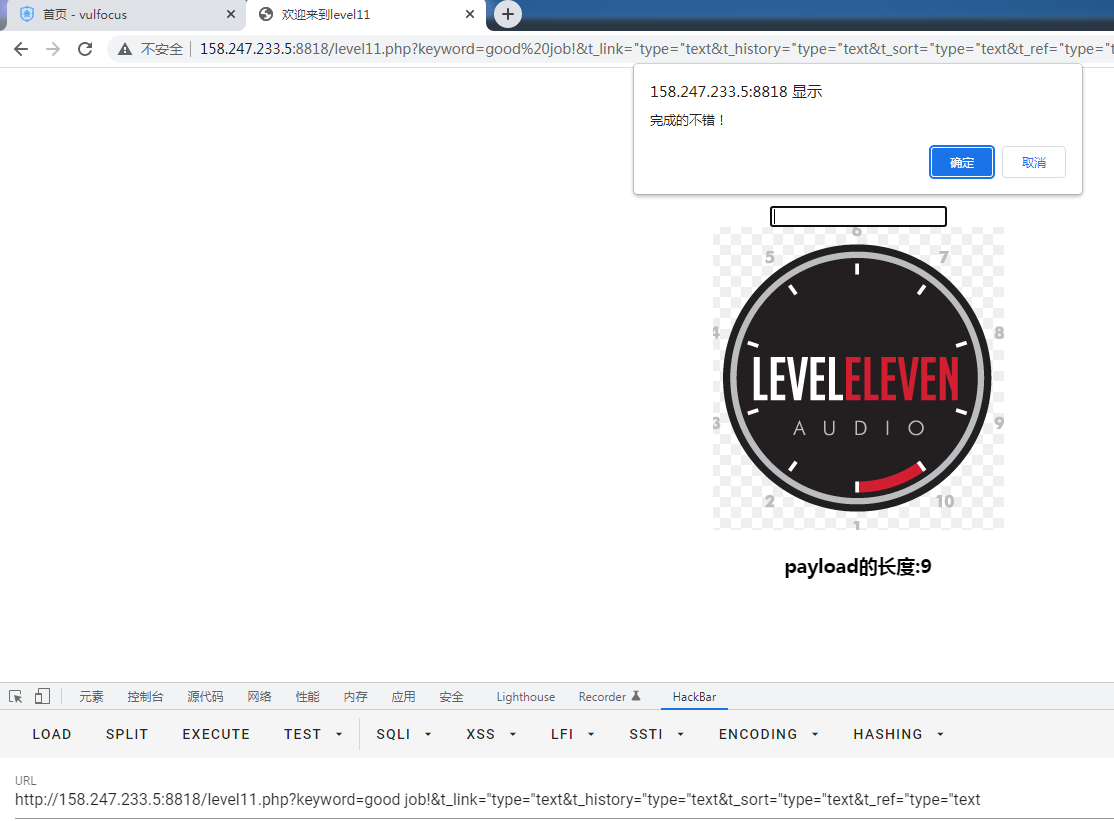 首页 - vulfocus
欢迎来到level11
不安全 158.247.233.5:8818/level11.php?keyword=good%20job!&t_link="type="text&t_history="type="text&t_sort="type="text&t_ref="type="t
158.247.233.5:8818 显示
完成的不错！
确定 取消
6
5 7
4 8
LEVELELEVEN
3 9
AUDIO
2 10
1
payload的长度:9
元素 控制台 源代码 网络 性能 内存 应用 安全 Lighthouse Recorder HackBar
LOAD SPLIT EXECUTE TEST SQLI XSS LFI SSTI ENCODING HASHING
URL
http://158.247.233.5:8818/level11.php?keyword=good job!&t_link="type="text&t_history="type="text&t_sort="type="text&t_ref="type="text